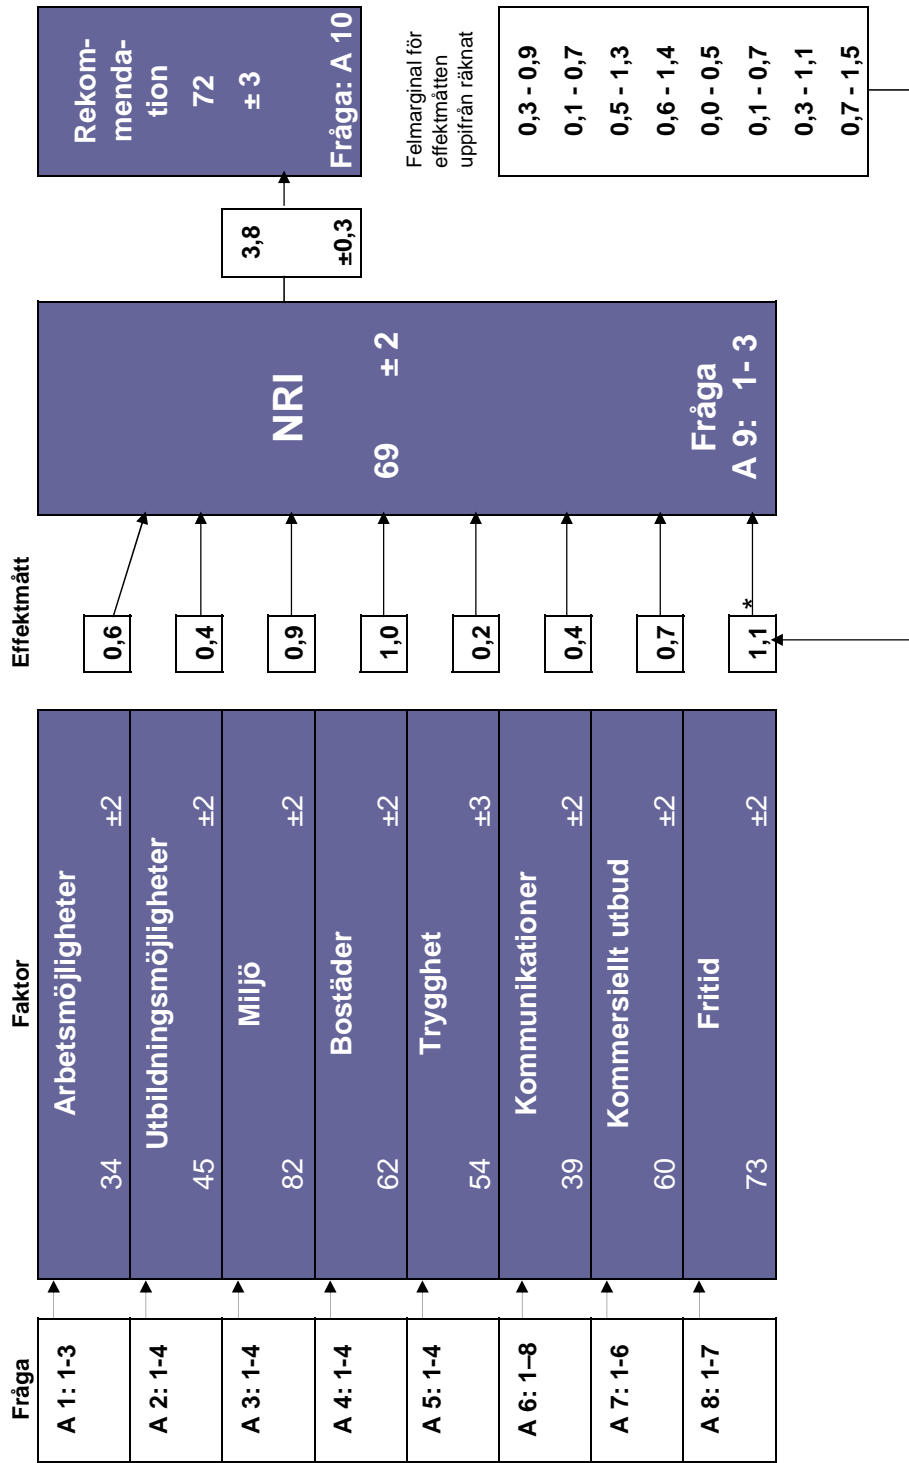 Fråga
Faktor
Effektmått
A 1: 1-3
Arbetsmöjligheter
34
±2
0,6
A 2: 1-4
Utbildningsmöjligheter
45
±2
0,4
A 3: 1-4
Miljö
82
±2
0,9
A 4: 1-4
Bostäder
62
±2
1,0
A 5: 1-4
Trygghet
54
±3
0,2
A 6: 1–8
Kommunikationer
39
±2
0,4
A 7: 1-6
Kommersiellt utbud
60
±2
0,7
A 8: 1-7
Fritid
73
±2
1,1
*
NRI
69 ± 2
Fråga
A 9: 1- 3
3,8
±0,3
Rekom-
menda-
tion
72
± 3
Fråga: A 10
Felmarginal för
effektmåtten
uppifrån räknat
0,3 - 0,9
0,1 - 0,7
0,5 - 1,3
0,6 - 1,4
0,0 - 0,5
0,1 - 0,7
0,3 - 1,1
0,7 - 1,5